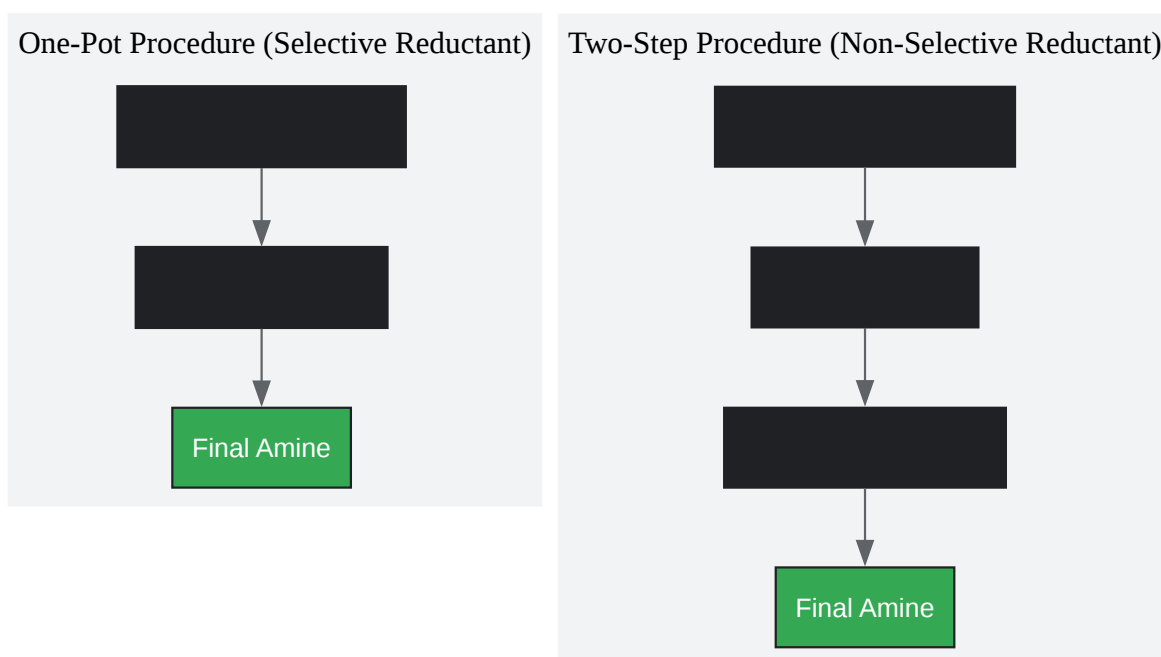 One-Pot Procedure (Selective Reductant)
Final Amine
Two-Step Procedure (Non-Selective Reductant)
Final Amine